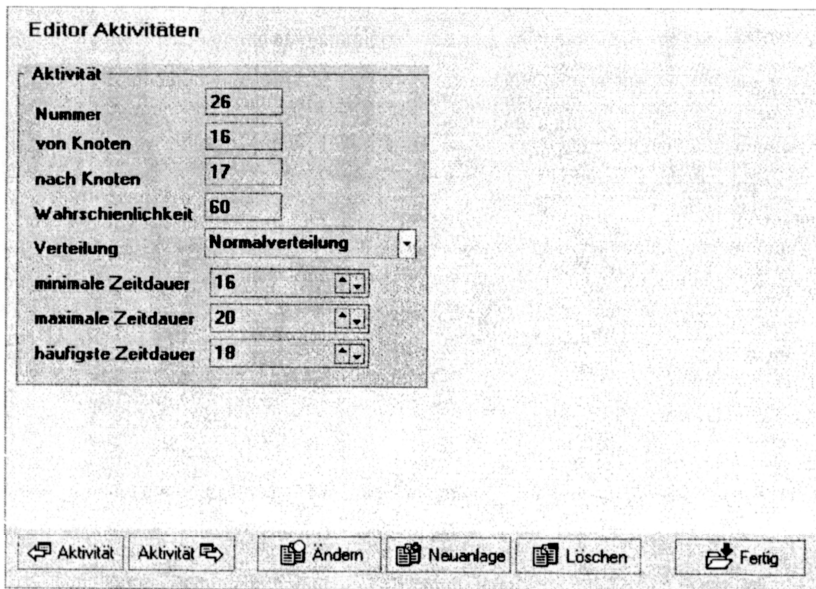 Editor Aktivitäten
Aktivität
Nummer 26
von Knoten 16
nach Knoten 17
Wahrschienlichkeit 60
Verteilung Normalverteilung
minimale Zeitdauer 16
maximale Zeitdauer 20
häufigste Zeitdauer 18
Aktivität Aktivität Ändern Neuanlage Löschen Fertig